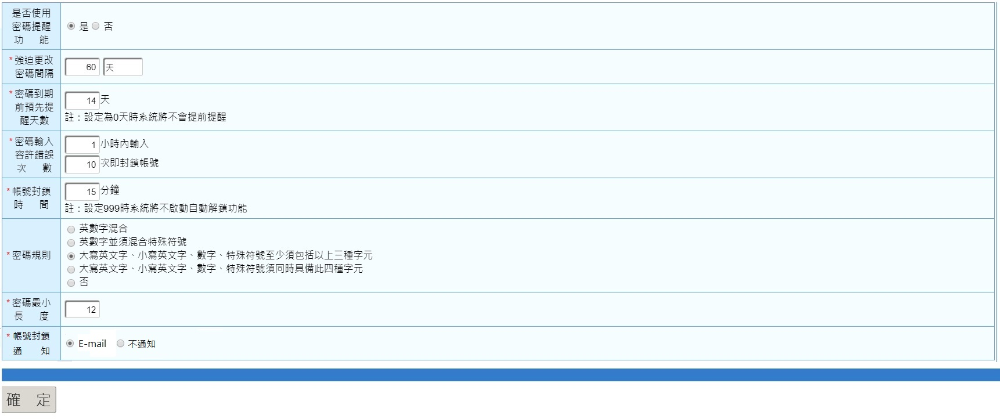 是否使用
密碼提醒
功 能
是 否
*強迫更改
密碼間隔
60 天
*密碼到期
前預先提
醒天數
14 天
註：設定為0天時系統將不會提前提醒
*密碼輸入
容許錯誤
次 數
1 小時內輸入
10 次即封鎖帳號
*帳號封鎖
時 間
15 分鐘
註：設定999時系統將不啟動自動解鎖功能
*密碼規則
英數字混合
英數字並須混合特殊符號
大寫英文字、小寫英文字、數字、特殊符號至少須包括以上三種字元
大寫英文字、小寫英文字、數字、特殊符號須同時具備此四種字元
否
*密碼最小
長 度
12
*帳號封鎖
通 知
E-mail 不通知
確 定